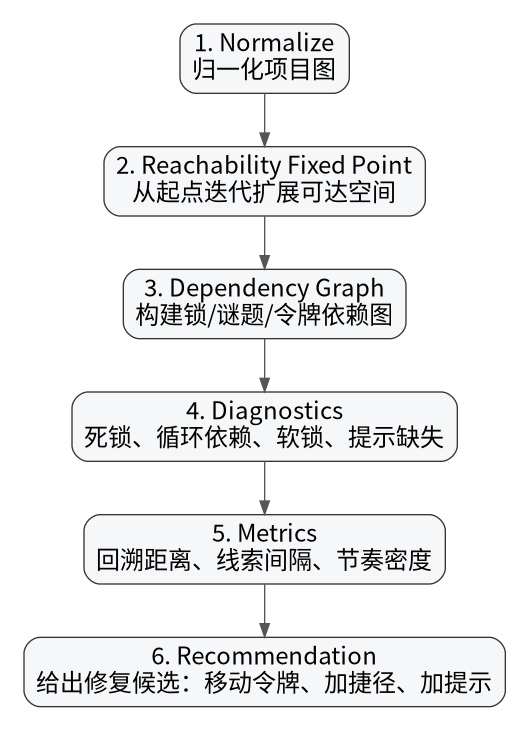 1. Normalize
归一化项目图
2. Reachability Fixed Point
从起点迭代扩展可达空间
3. Dependency Graph
构建锁/谜题/令牌依赖图
4. Diagnostics
死锁、循环依赖、软锁、提示缺失
5. Metrics
回溯距离、线索间隔、节奏密度
6. Recommendation
给出修复候选：移动令牌、加捷径、加提示